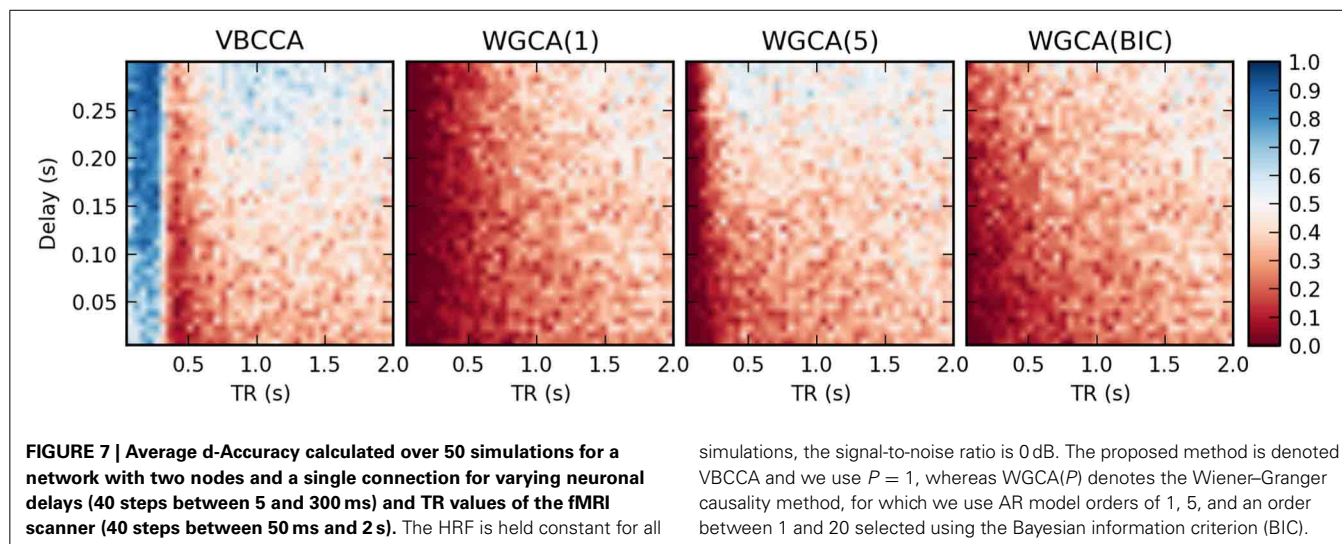 VBCCA WGCA(1) WGCA(5) WGCA(BIC)
1.0
0.9
0.25
0.8
0.7
0.20
0.6
0.15
0.5
0.4
0.10
0.3
0.2
0.05
0.1
0.0
Delay (s)
0.5 1.0 1.5 2.0 0.5 1.0 1.5 2.0 0.5 1.0 1.5 2.0 0.5 1.0 1.5 2.0
TR (s) TR (s) TR (s) TR (s)
FIGURE 7 | Average d-Accuracy calculated over 50 simulations for a
network with two nodes and a single connection for varying neuronal
delays (40 steps between 5 and 300 ms) and TR values of the fMRI
scanner (40 steps between 50 ms and 2 s). The HRF is held constant for all
simulations, the signal-to-noise ratio is 0 dB. The proposed method is denoted
VBCCA and we use P = 1, whereas WGCA(P) denotes the Wiener–Granger
causality method, for which we use AR model orders of 1, 5, and an order
between 1 and 20 selected using the Bayesian information criterion (BIC).